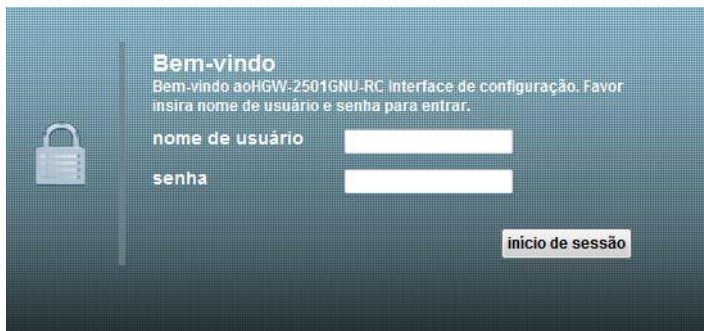 Bem-vindo
Bem-vindo aoHGW-2501GNU-RC Interface de configuração. Favor
insira nome de usuário e senha para entrar.
nome de usuário
senha
início de sessão